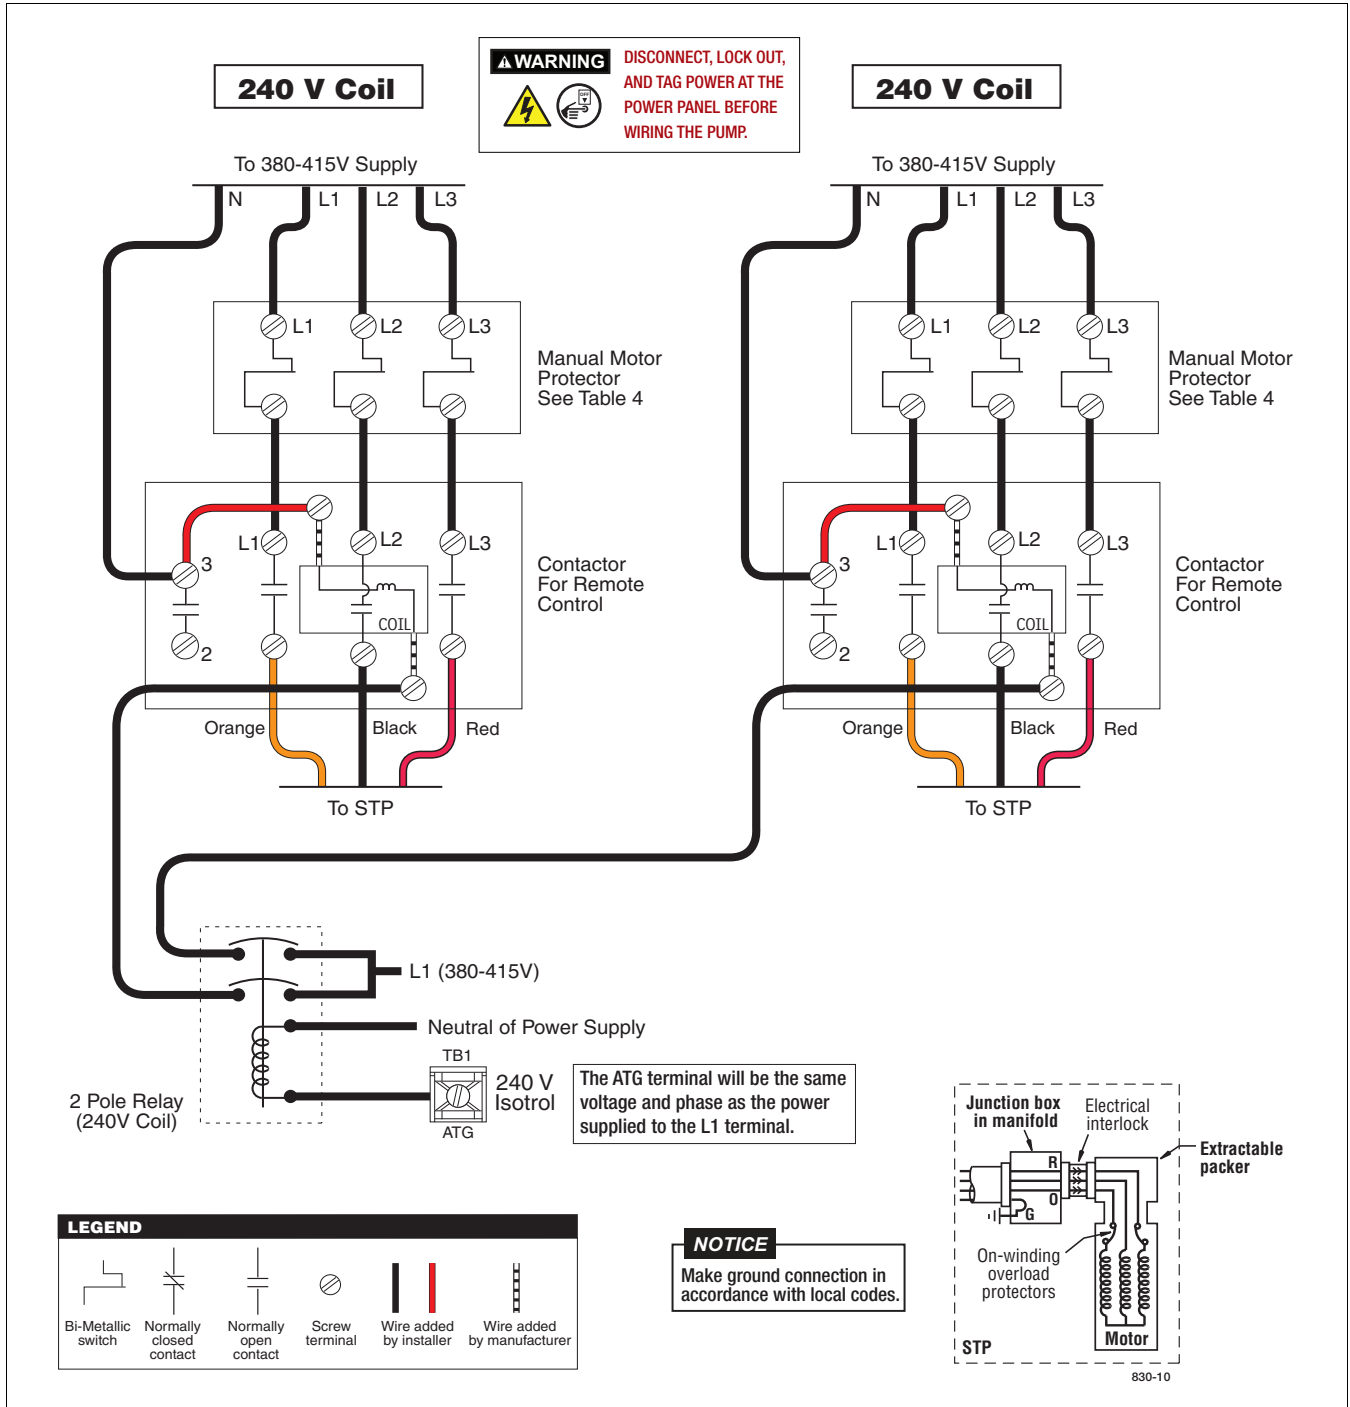 240 V Coil
WARNING
DISCONNECT, LOCK OUT,
AND TAG POWER AT THE
POWER PANEL BEFORE
WIRING THE PUMP.
OFF
240 V Coil
To 380-415V Supply
N
L1
L2
L3
L1
L2
L3
Manual Motor
Protector
See Table 4
L1
L2
L3
3
2
COIL
Contactor
For Remote
Control
Orange
Black
Red
To STP
To 380-415V Supply
N
L1
L2
L3
L1
L2
L3
Manual Motor
Protector
See Table 4
L1
L2
L3
3
2
COIL
Contactor
For Remote
Control
Orange
Black
Red
To STP
L1 (380-415V)
Neutral of Power Supply
TB1
240 V
Isotrol
ATG
2 Pole Relay
(240V Coil)
The ATG terminal will be the same
voltage and phase as the power
supplied to the L1 terminal.
Junction box
in manifold
Electrical
interlock
Extractable
packer
R
O
G
On-winding
overload
protectors
Motor
STP
830-10
LEGEND
Bi-Metallic
switch
Normally
closed
contact
Normally
open
contact
Screw
terminal
Wire added
by installer
Wire added
by manufacturer
NOTICE
Make ground connection in
accordance with local codes.